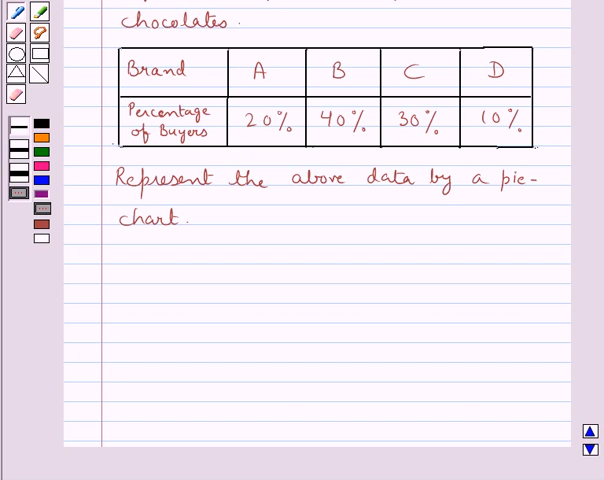 chocolates.
Brand A B C D
Percentage of Buyers 20% 40% 30% 10%
Represent the above data by a pie-
chart.